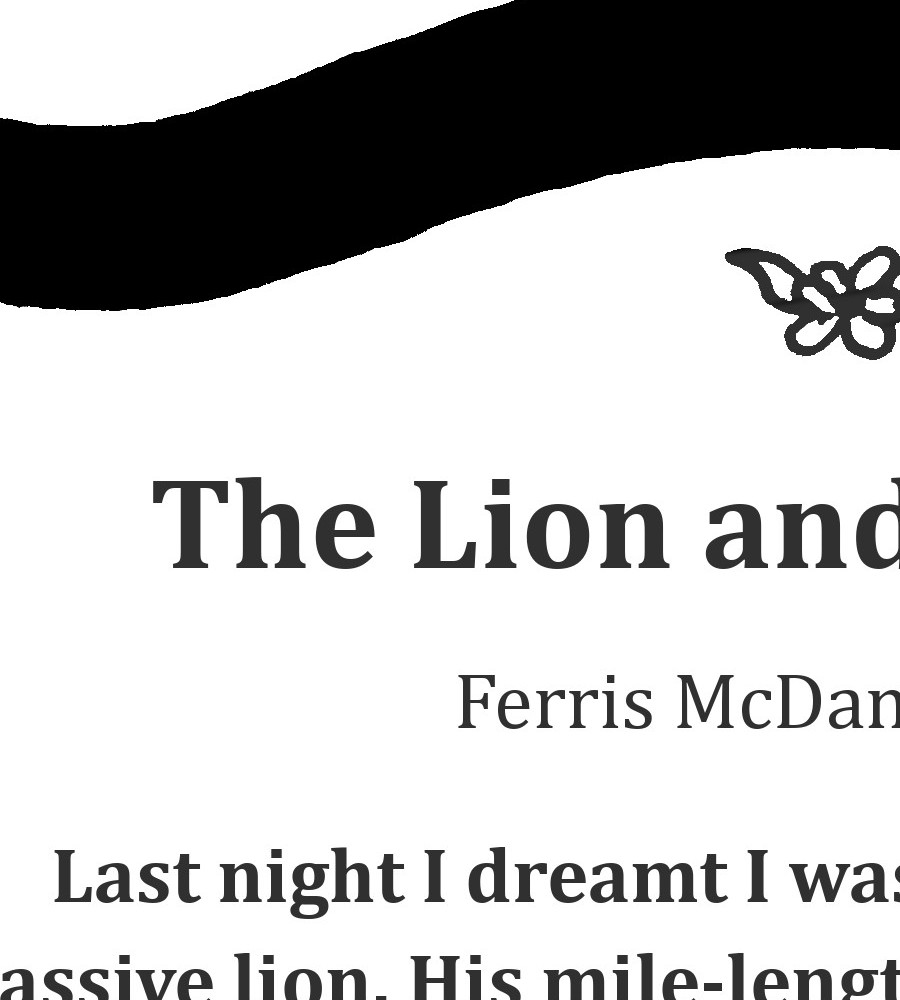 The Lion and
Ferris McDan
Last night I dreamt I was
assive lion. His mile-lengt